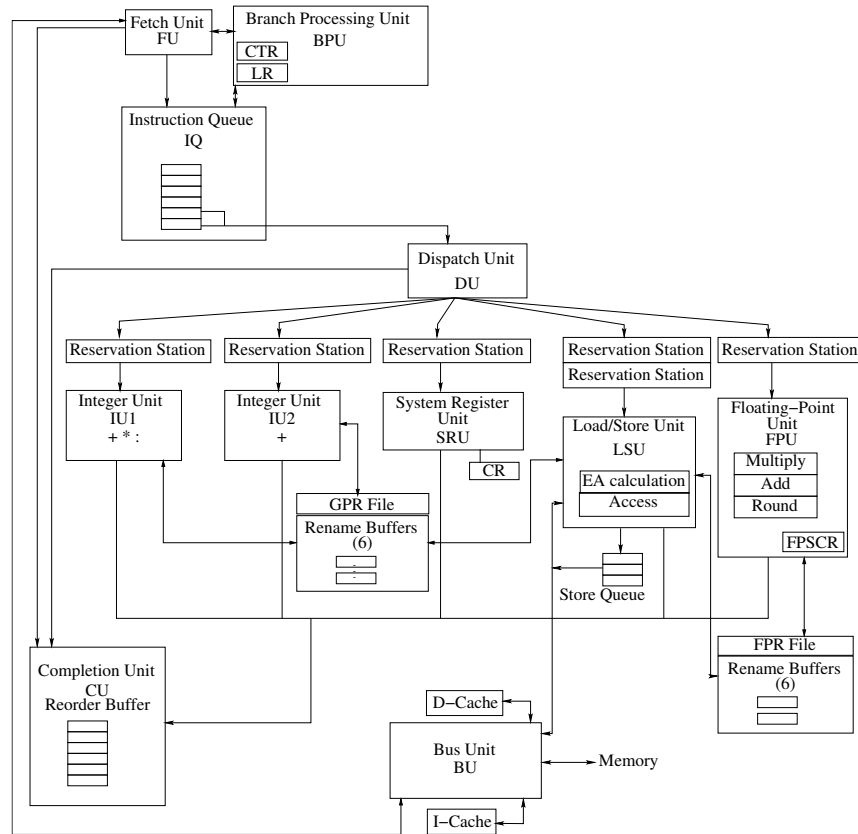 Fetch Unit
FU
Branch Processing Unit
BPU
CTR
LR
Instruction Queue
IQ
Dispatch Unit
DU
Reservation Station
Reservation Station
Reservation Station
Reservation Station
Reservation Station
Reservation Station
Integer Unit
IU1
+ * :
Integer Unit
IU2
+
System Register
Unit
SRU
CR
Load/Store Unit
LSU
EA calculation
Access
Floating−Point
Unit
FPU
Multiply
Add
Round
FPSCR
GPR File
Rename Buffers
(6)
Store Queue
FPR File
Rename Buffers
(6)
Completion Unit
CU
Reorder Buffer
D−Cache
Bus Unit
BU
Memory
I−Cache